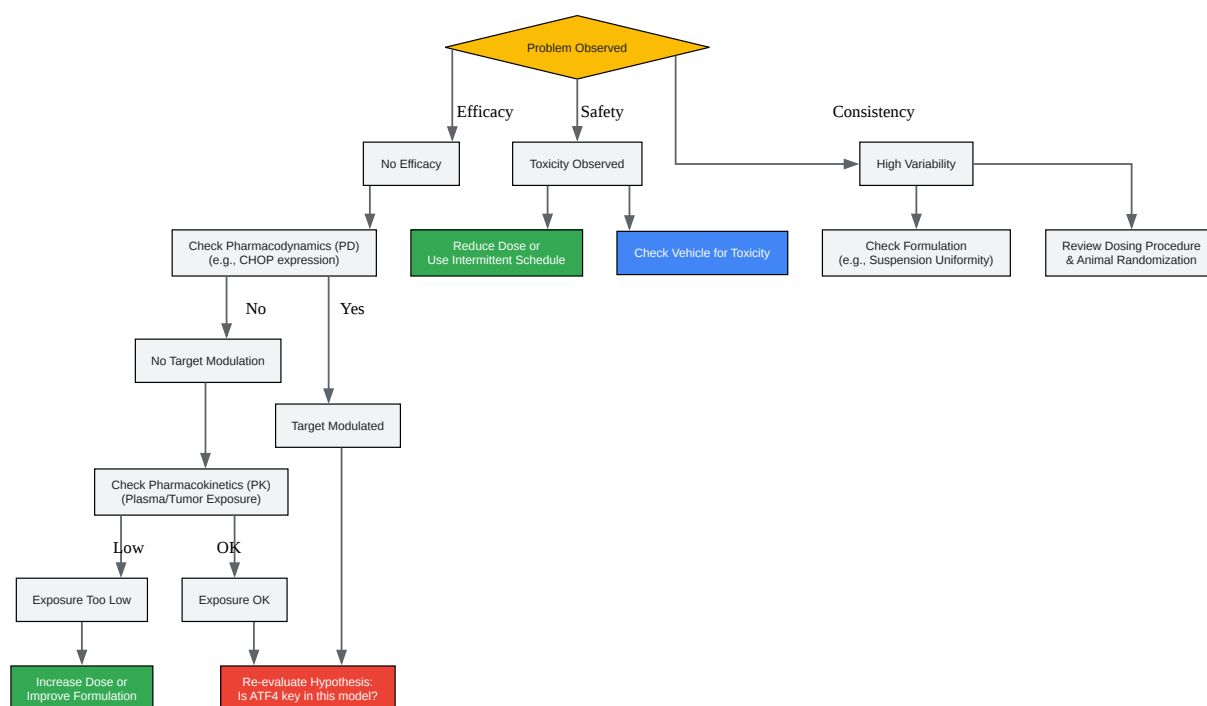 Problem Observed
Efficacy
Safety
Consistency
No Efficacy
Toxicity Observed
High Variability
Check Pharmacodynamics (PD)
(e.g., CHOP expression)
Reduce Dose or
Use Intermittent Schedule
Check Vehicle for Toxicity
Check Formulation
(e.g., Suspension Uniformity)
Review Dosing Procedure
& Animal Randomization
No
Yes
No Target Modulation
Target Modulated
Check Pharmacokinetics (PK)
(Plasma/Tumor Exposure)
Low
OK
Exposure Too Low
Exposure OK
Increase Dose or
Improve Formulation
Re-evaluate Hypothesis:
Is ATF4 key in this model?